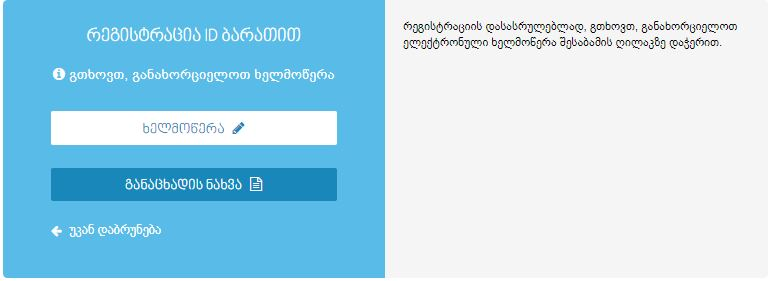 რეგისტრაცია ID ბარათით
გთხოვთ, განახორციელოთ ხელმოწერა
ხელმოწერა
განაცხადის ნახვა
უკან დაბრუნება
რეგისტრაციის დასასრულებლად, გთხოვთ, განახორციელოთ
ელექტრონული ხელმოწერა შესაბამის ღილაკზე დაჭერით.